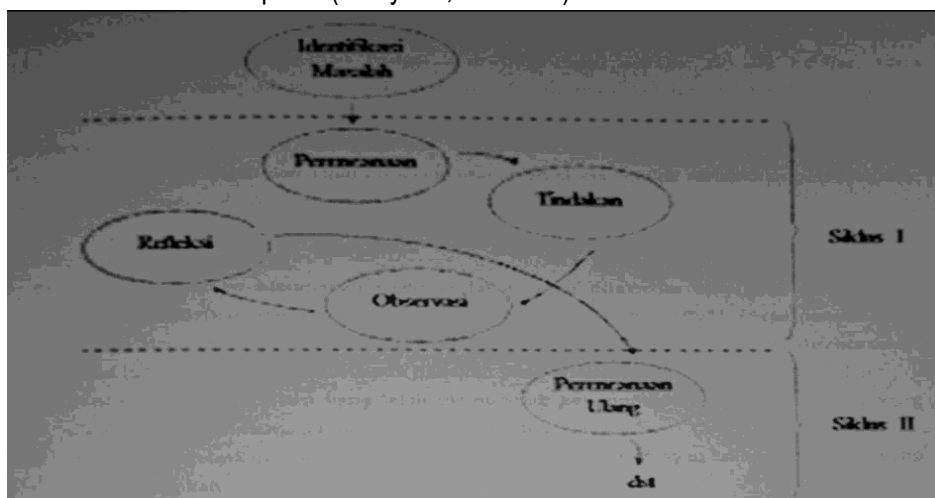 Identifikasi
Masalah
Perencanaan
Tindakan
Refleksi
Siklus I
Observasi
Perencanaan
Ulang
Siklus II
dst